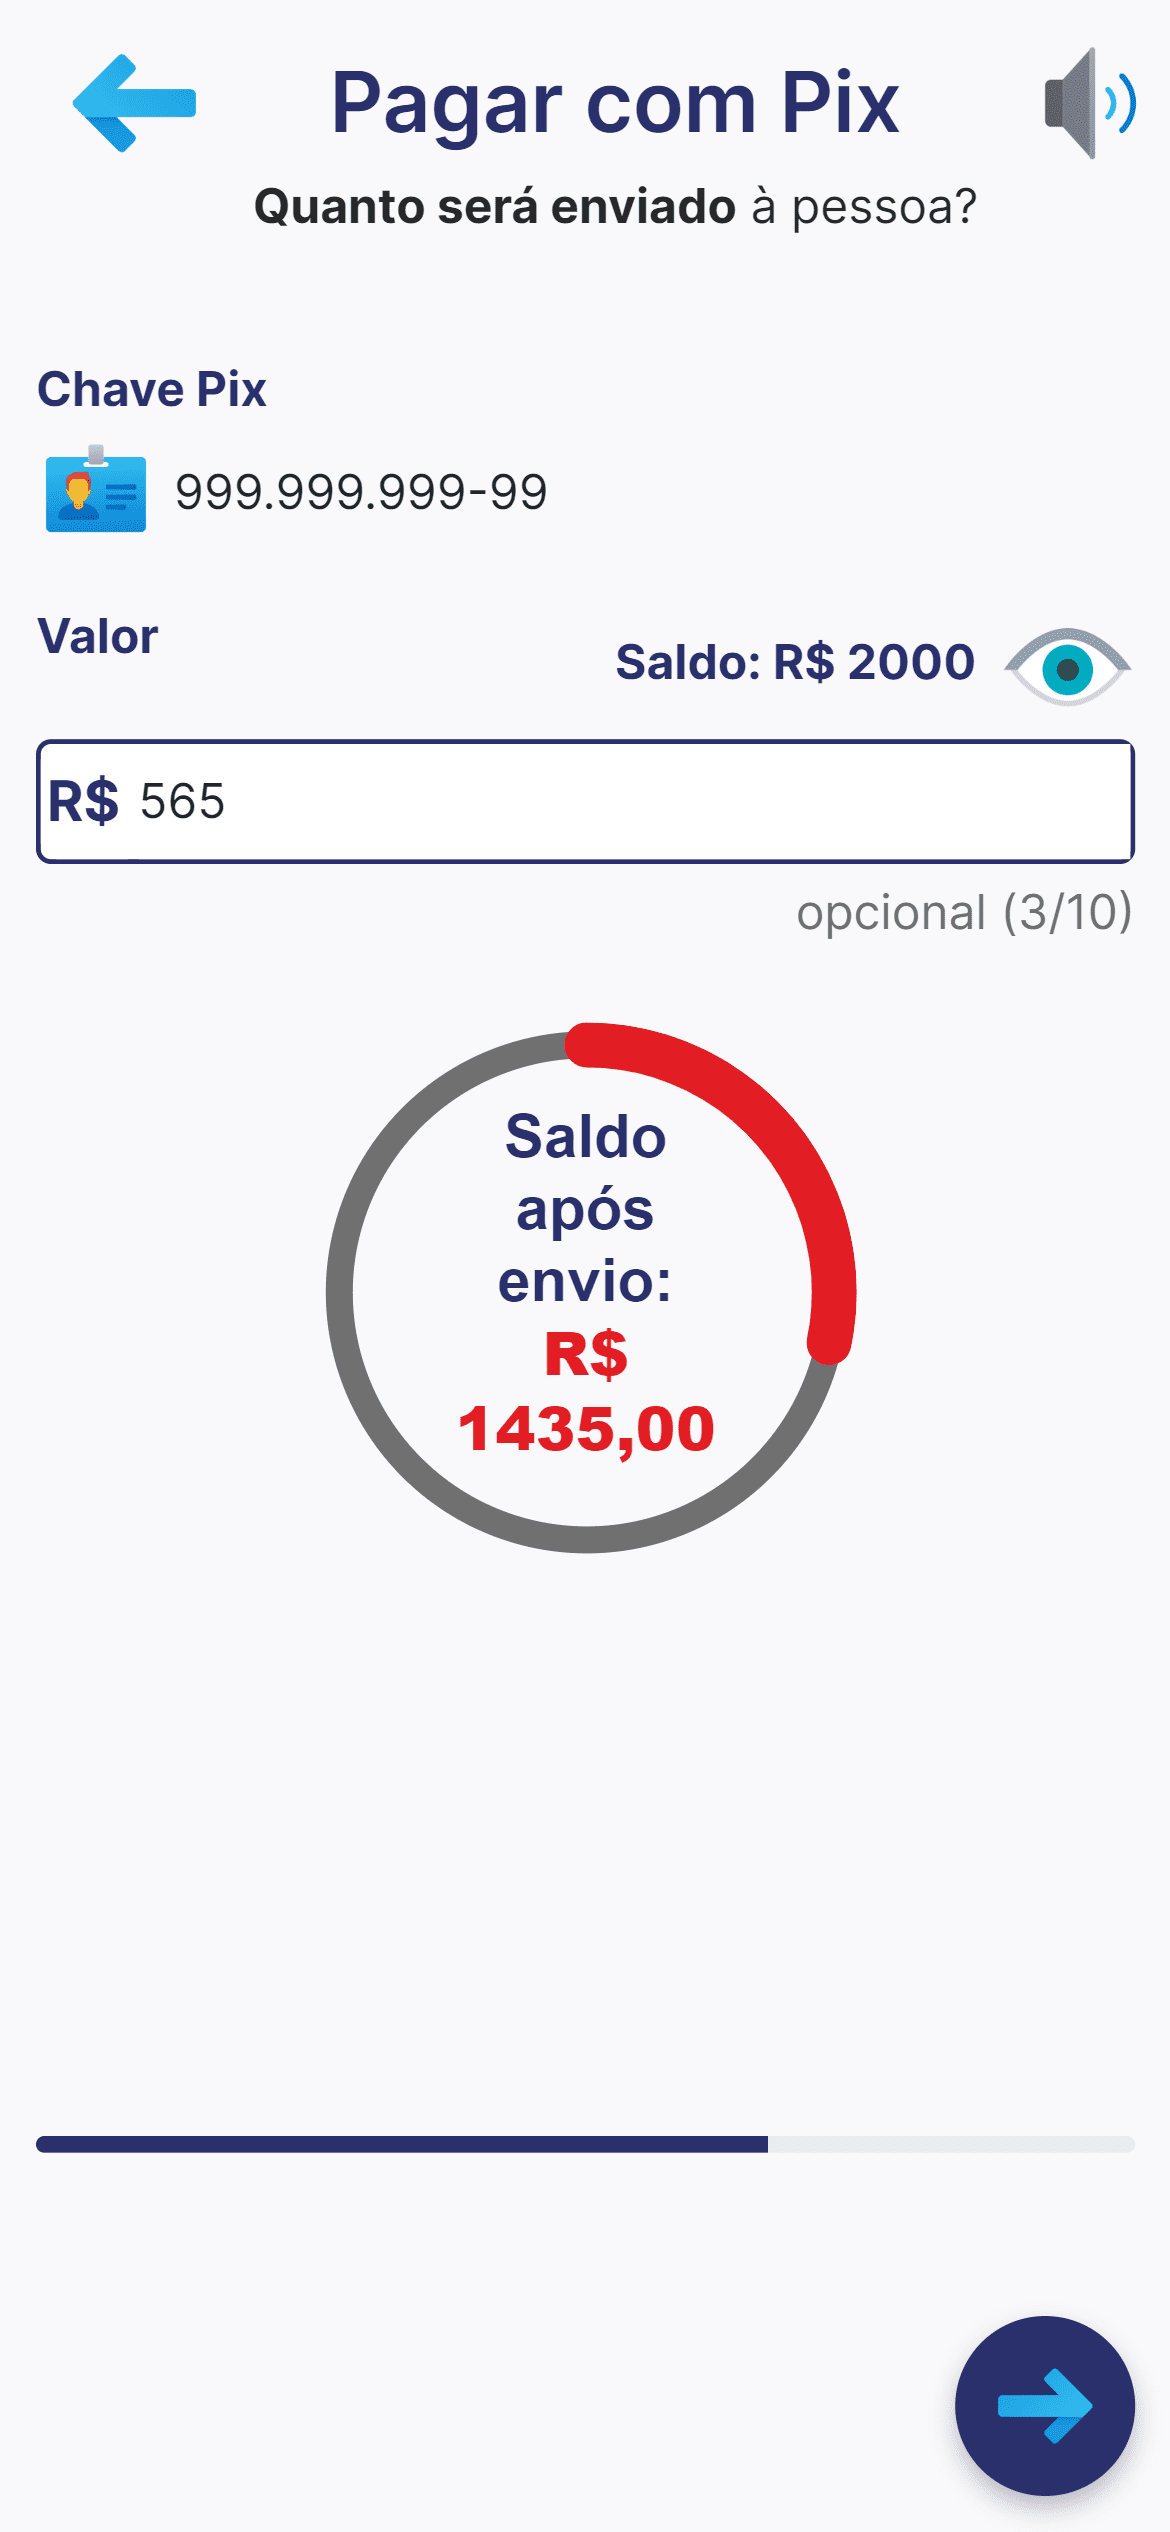 Pagar com Pix
Quanto será enviado à pessoa?
Chave Pix
999.999.999-99
Valor
Saldo: R$ 2000
R$ 565
opcional (3/10)
Saldo
após
envio:
R$
1435,00